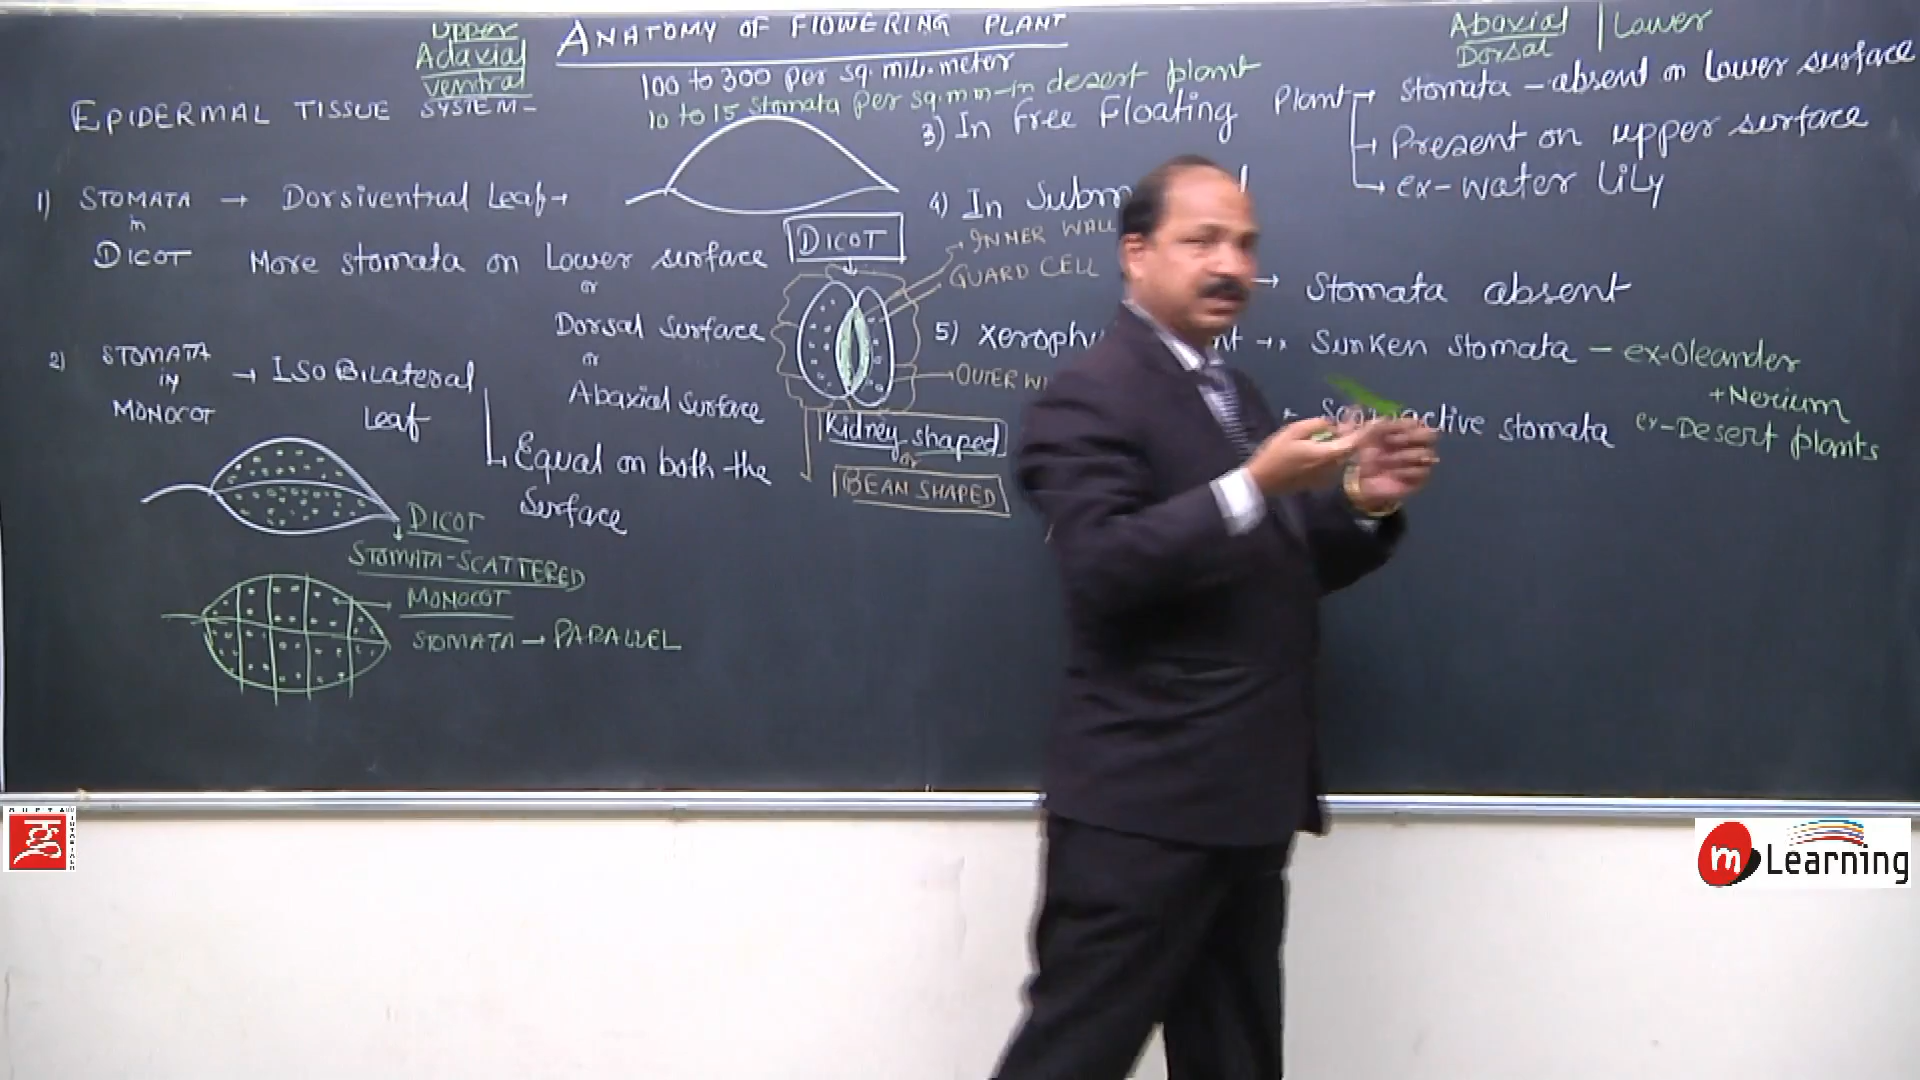 ANATOMY OF FLOWERING PLANT
Upper
Adaxial
ventral
Abaxial | Lower
Dorsal
100 to 300 per sq. mili. meter
10 to 15 Stomata per sq.mm-in desert plant
EPIDERMAL TISSUE SYSTEM-
1) STOMATA in DICOT → Dorsiventral Leaf→
More stomata on Lower surface
or
Dorsal Surface
or
Abaxial Surface
2) STOMATA in MONOCOT → ISO BiLateral Leaf
Equal on both the
Surface
DICOT
STOMATA-SCATTERED
MONOCOT
STOMATA → PARALLEL
DICOT
INNER WALL
GUARD CELL
OUTER
Kidney shaped
or
BEAN SHAPED
3) In Free Floating Plant → Stomata - absent on Lower surface
→ Present on upper surface
→ ex-water LiLy
4) In
→ Stomata absent
5) → Sunken Stomata - ex-Oleander
+Nerium
stomata ex-Desert plants
m Learning